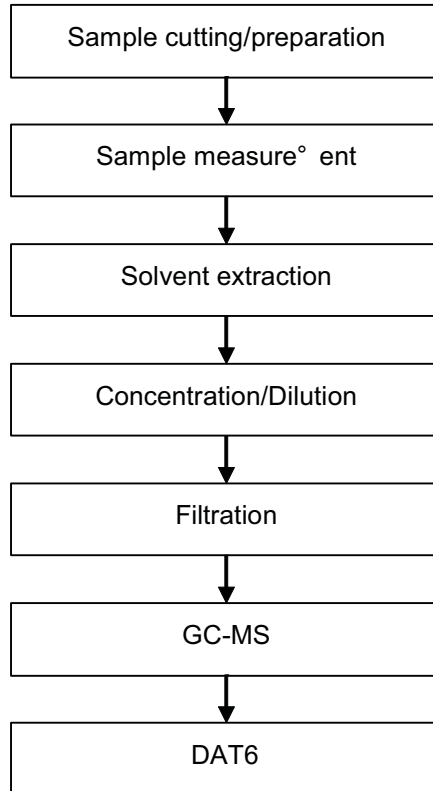 Sample cutting/preparation
Sample measure° ent
Solvent extraction
Concentration/Dilution
Filtration
GC-MS
DAT6